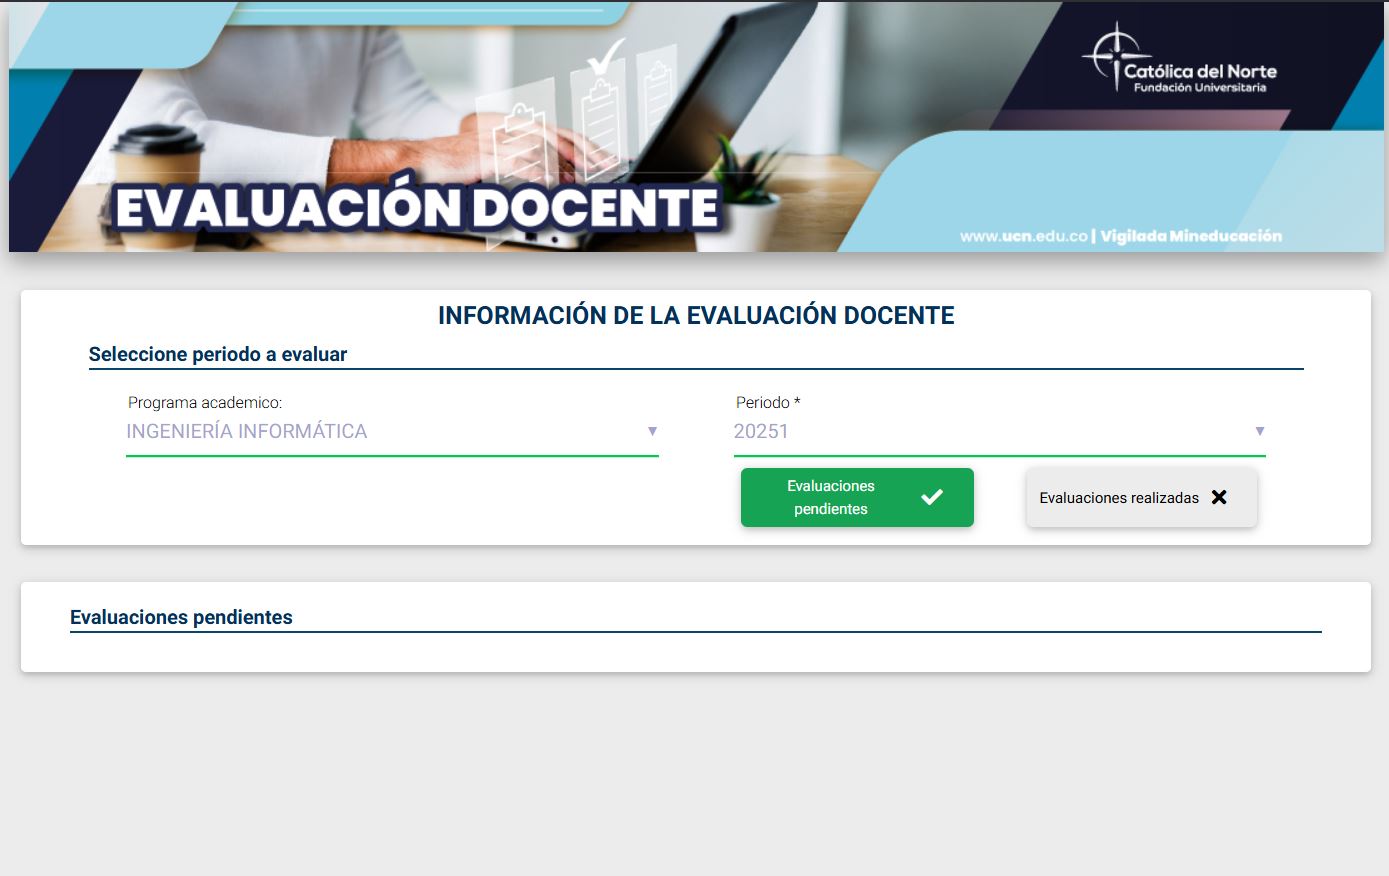 Católica del Norte
Fundación Universitaria
EVALUACIÓN DOCENTE
www.ucn.edu.co | Vigilada Mineducación
INFORMACIÓN DE LA EVALUACIÓN DOCENTE
Seleccione periodo a evaluar
Programa academico:
INGENIERÍA INFORMÁTICA
Periodo *
20251
Evaluaciones
pendientes
Evaluaciones realizadas
Evaluaciones pendientes